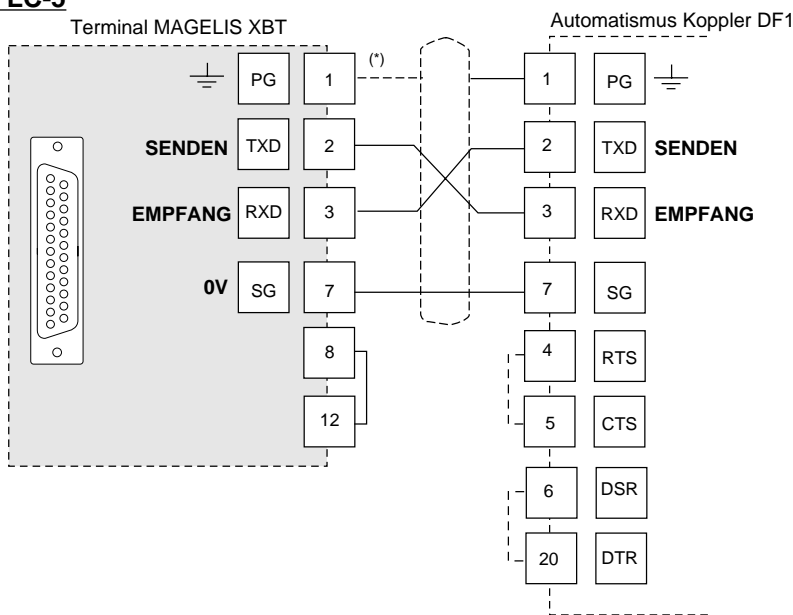 EC-5
Terminal MAGELIS XBT
Automatismus Koppler DF1
PG 1 (*) 1 PG
SENDEN TXD 2 2 TXD SENDEN
EMPFANG RXD 3 3 RXD EMPFANG
0V SG 7 7 SG
8 4 RTS
12 5 CTS
6 DSR
20 DTR